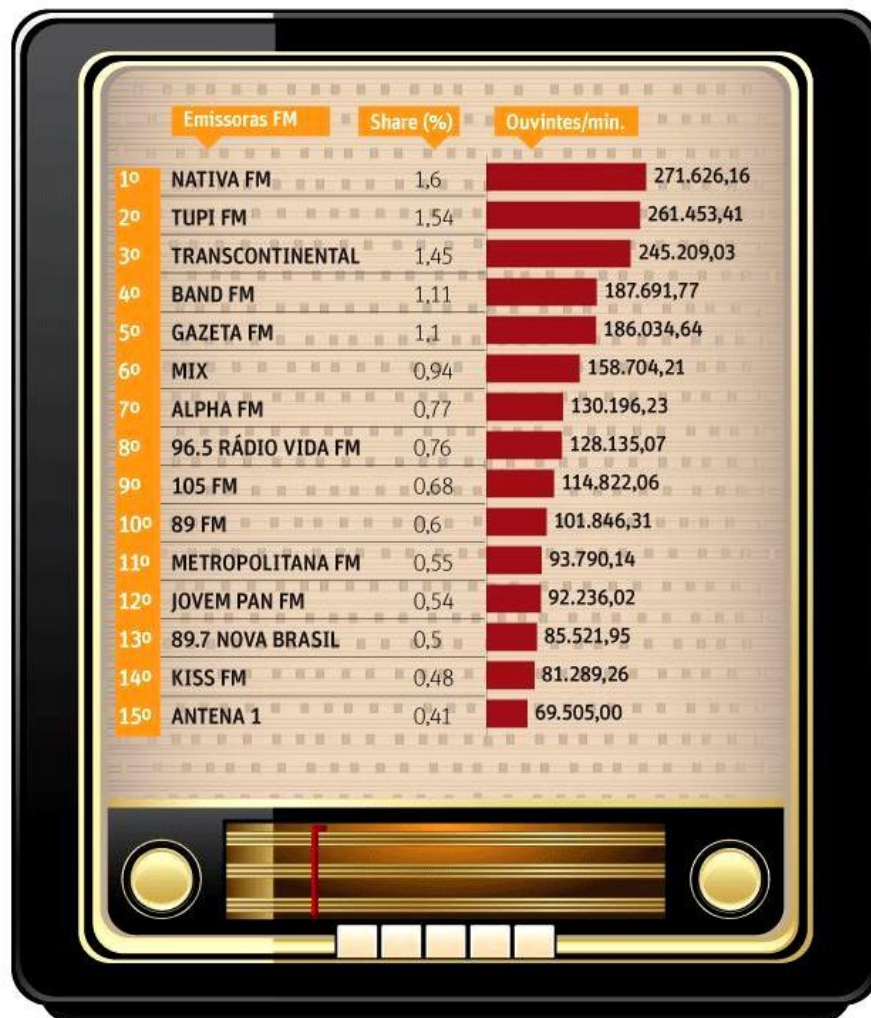 Emissoras FM Share (%) Ouvintes/min.
1º NATIVA FM 1,6 271.626,16
2º TUPI FM 1,54 261.453,41
3º TRANSCONTINENTAL 1,45 245.209,03
4º BAND FM 1,11 187.691,77
5º GAZETA FM 1,1 186.034,64
6º MIX 0,94 158.704,21
7º ALPHA FM 0,77 130.196,23
8º 96.5 RÁDIO VIDA FM 0,76 128.135,07
9º 105 FM 0,68 114.822,06
10º 89 FM 0,6 101.846,31
11º METROPOLITANA FM 0,55 93.790,14
12º JOVEM PAN FM 0,54 92.236,02
13º 89.7 NOVA BRASIL 0,5 85.521,95
14º KISS FM 0,48 81.289,26
15º ANTENA 1 0,41 69.505,00